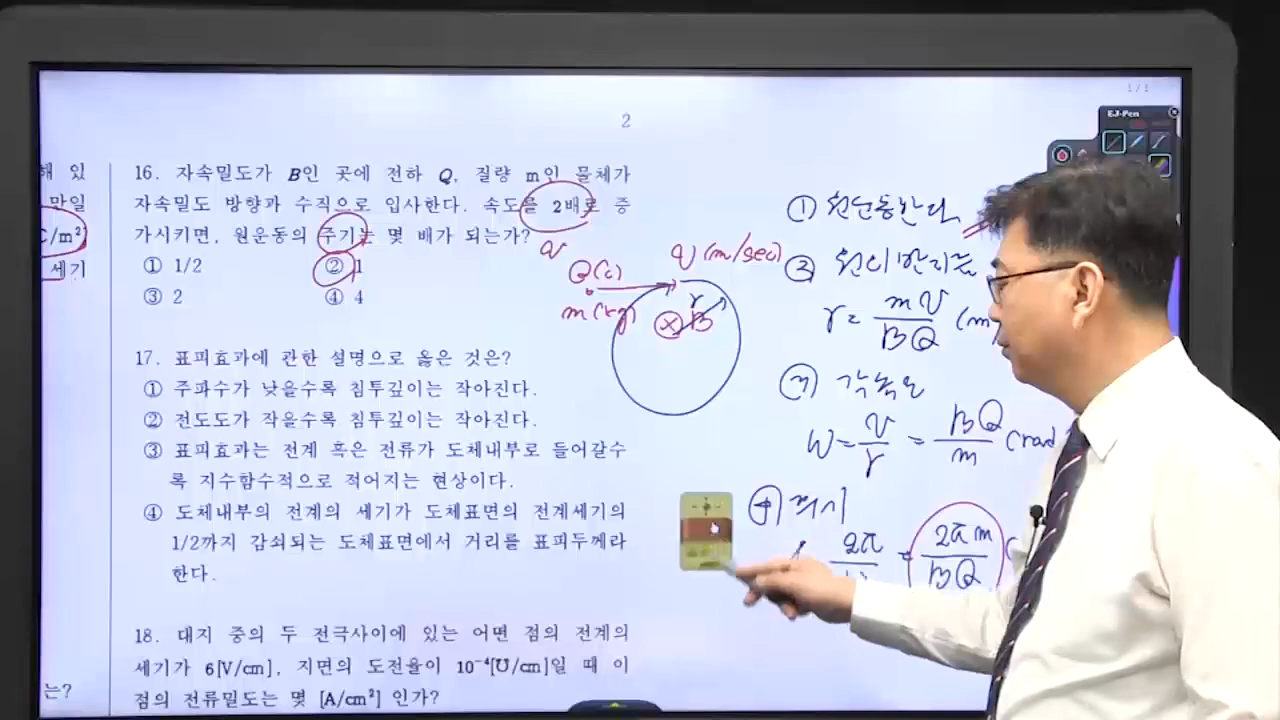 1/1
2
EJ-Pen
해 있
만일
C/m²
세기
는?
16. 자속밀도가 B인 곳에 전하 Q, 질량 m인 물체가
자속밀도 방향과 수직으로 입사한다. 속도를 2배로 증
가시키면, 원운동의 주기는 몇 배가 되는가?
① 1/2 ② 1
③ 2 ④ 4
17. 표피효과에 관한 설명으로 옳은 것은?
① 주파수가 낮을수록 침투깊이는 작아진다.
② 전도도가 작을수록 침투깊이는 작아진다.
③ 표피효과는 전계 혹은 전류가 도체내부로 들어갈수
록 지수함수적으로 적어지는 현상이다.
④ 도체내부의 전계의 세기가 도체표면의 전계세기의
1/2까지 감쇠되는 도체표면에서 거리를 표피두께라
한다.
18. 대지 중의 두 전극사이에 있는 어떤 점의 전계의
세기가 6[V/cm], 지면의 도전율이 10⁻⁴[℧/cm]일 때 이
점의 전류밀도는 몇 [A/cm²] 인가?
v
Q(c)
m(kg)
v(m/sec)
r
B
① 원운동한다
② 원의 반지름
r = mv/BQ (m
③ 각속도
ω = v/r = BQ/m (rad
④ 주기
2π = 2πm/BQ (